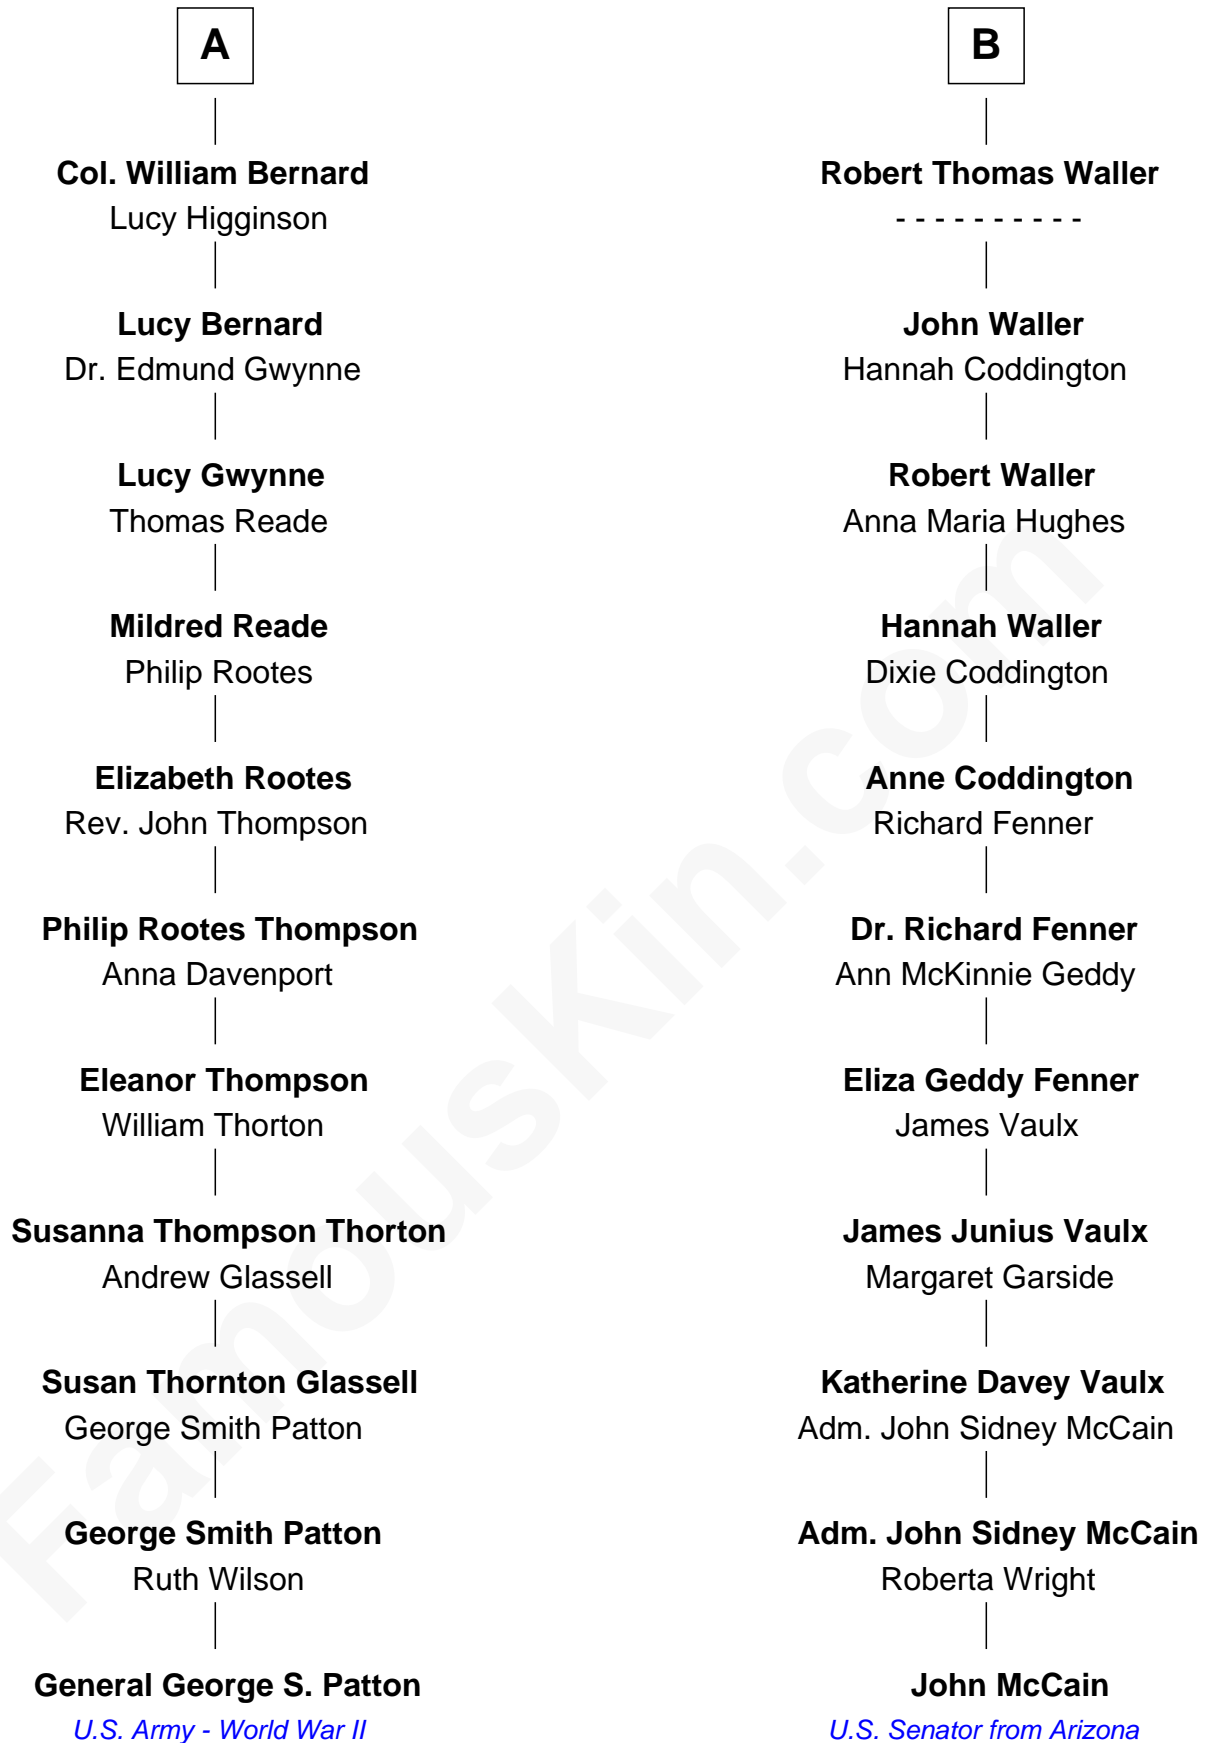 A
Col. William Bernard
Lucy Higginson
Lucy Bernard
Dr. Edmund Gwynne
Lucy Gwynne
Thomas Reade
Mildred Reade
Philip Rootes
Elizabeth Rootes
Rev. John Thompson
Philip Rootes Thompson
Anna Davenport
Eleanor Thompson
William Thorton
Susanna Thompson Thorton
Andrew Glassell
Susan Thornton Glassell
George Smith Patton
George Smith Patton
Ruth Wilson
General George S. Patton
U.S. Army - World War II
B
Robert Thomas Waller
- - - - - - - - - -
John Waller
Hannah Coddington
Robert Waller
Anna Maria Hughes
Hannah Waller
Dixie Coddington
Anne Coddington
Richard Fenner
Dr. Richard Fenner
Ann McKinnie Geddy
Eliza Geddy Fenner
James Vaulx
James Junius Vaulx
Margaret Garside
Katherine Davey Vaulx
Adm. John Sidney McCain
Adm. John Sidney McCain
Roberta Wright
John McCain
U.S. Senator from Arizona
FamousKin.com